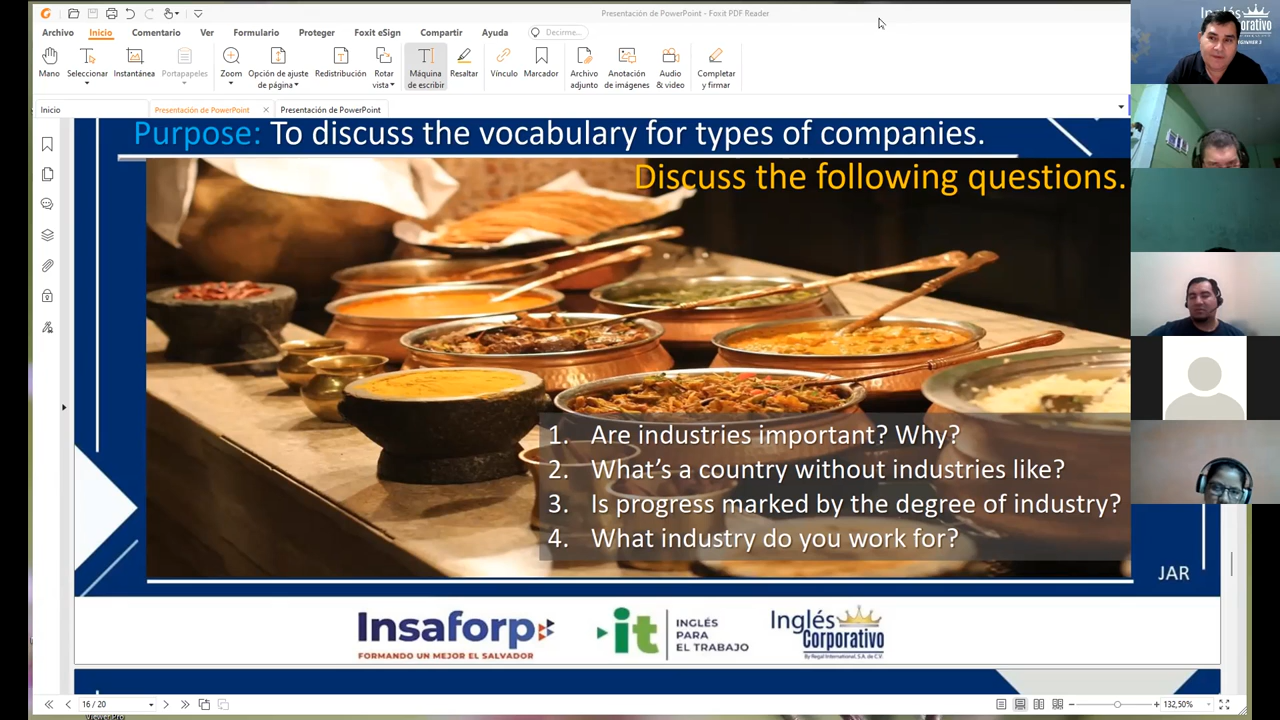 Presentación de PowerPoint - Foxit PDF Reader
Archivo Inicio Comentario Ver Formulario Proteger Foxit eSign Compartir Ayuda Decirme...
Mano Seleccionar Instantánea Portapapeles Zoom Opción de ajuste de página Redistribución Rotar vista Máquina de escribir Resaltar Vínculo Marcador Archivo adjunto Anotación de imágenes Audio & video Completar y firmar
Inicio Presentación de PowerPoint Presentación de PowerPoint
Purpose: To discuss the vocabulary for types of companies.
Discuss the following questions.
1. Are industries important? Why?
2. What's a country without industries like?
3. Is progress marked by the degree of industry?
4. What industry do you work for?
JAR
Insaforp
FORMANDO UN MEJOR EL SALVADOR
it INGLÉS PARA EL TRABAJO
Inglés Corporativo
By Regal International, S.A. de C.V.
16 / 20
132,50%